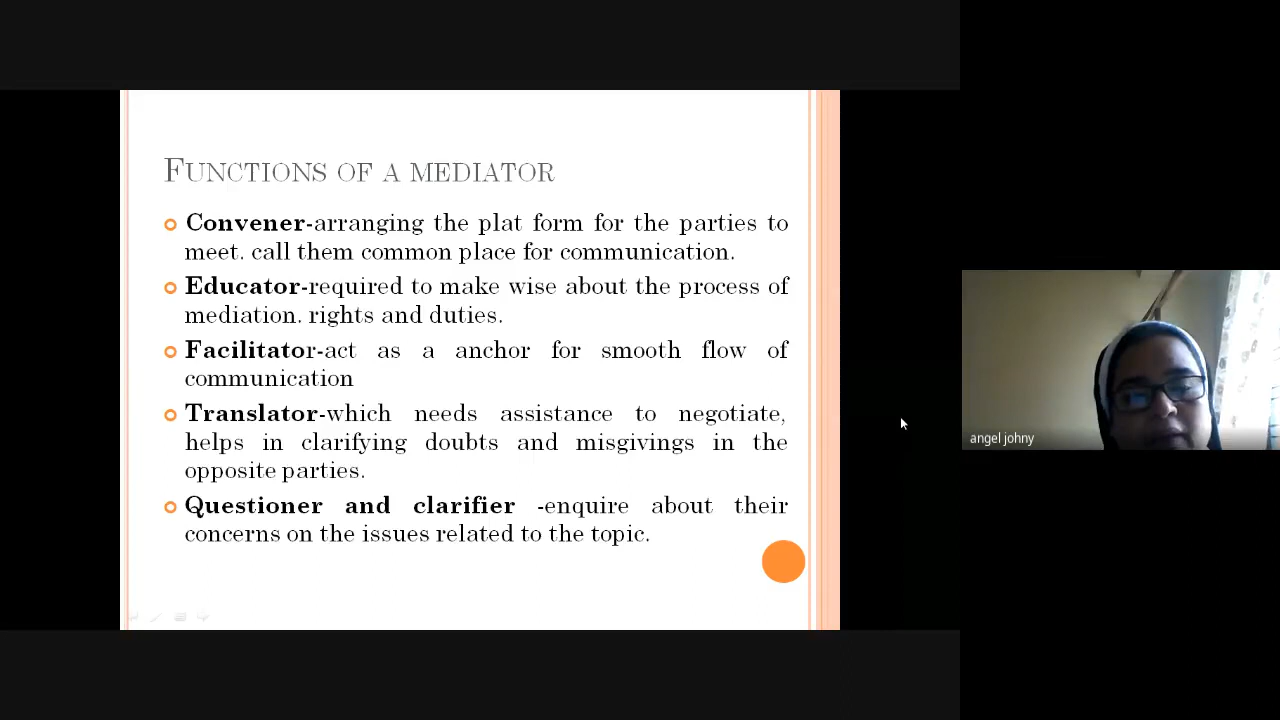 FUNCTIONS OF A MEDIATOR
Convener-arranging the plat form for the parties to
meet. call them common place for communication.
Educator-required to make wise about the process of
mediation. rights and duties.
Facilitator-act as a anchor for smooth flow of
communication
Translator-which needs assistance to negotiate,
helps in clarifying doubts and misgivings in the
opposite parties.
Questioner and clarifier -enquire about their
concerns on the issues related to the topic.
angel johny